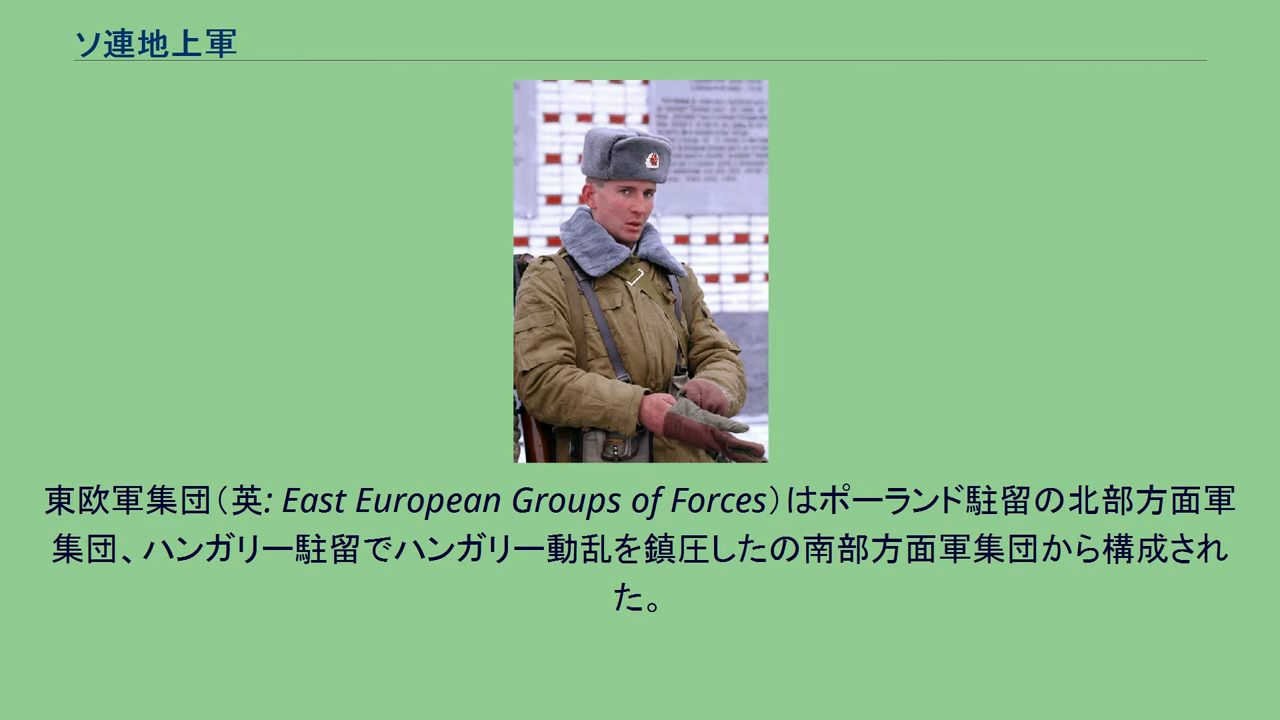 ソ連地上軍
東欧軍集団（英: East European Groups of Forces）はポーランド駐留の北部方面軍
集団、ハンガリー駐留でハンガリー動乱を鎮圧したの南部方面軍集団から構成され
た。